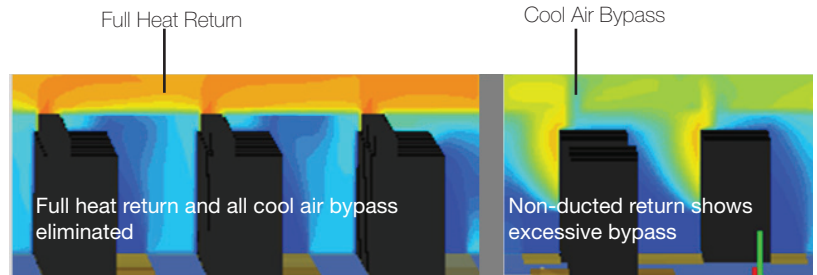 Full Heat Return
Cool Air Bypass
Full heat return and all cool air bypass
eliminated
Non-ducted return shows
excessive bypass